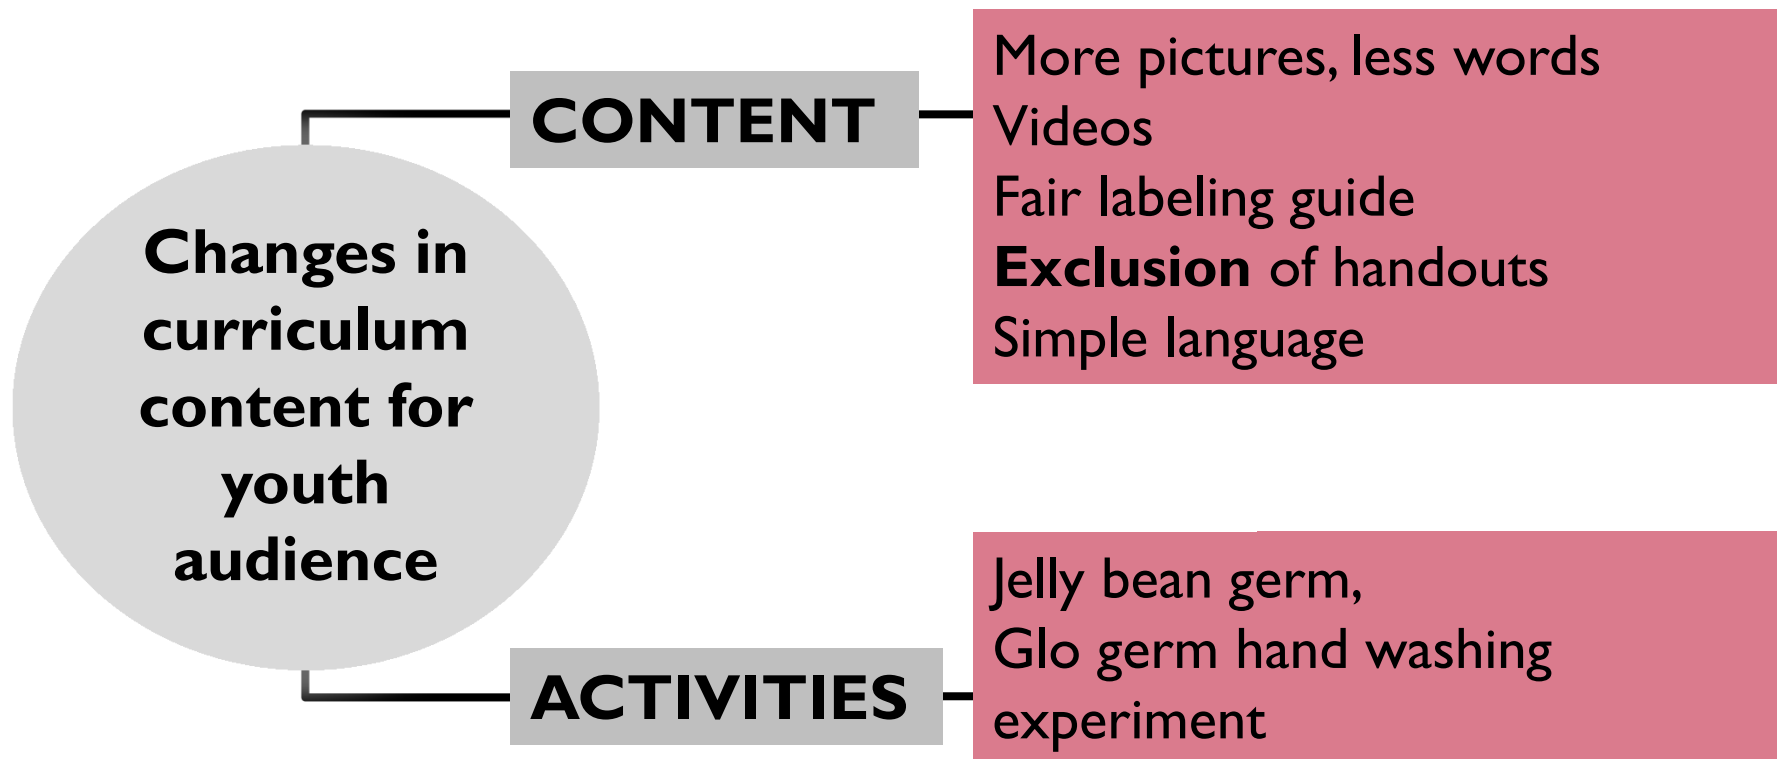 Changes in
curriculum
content for
youth
audience
CONTENT
More pictures, less words
Videos
Fair labeling guide
Exclusion of handouts
Simple language
ACTIVITIES
Jelly bean germ,
Glo germ hand washing
experiment